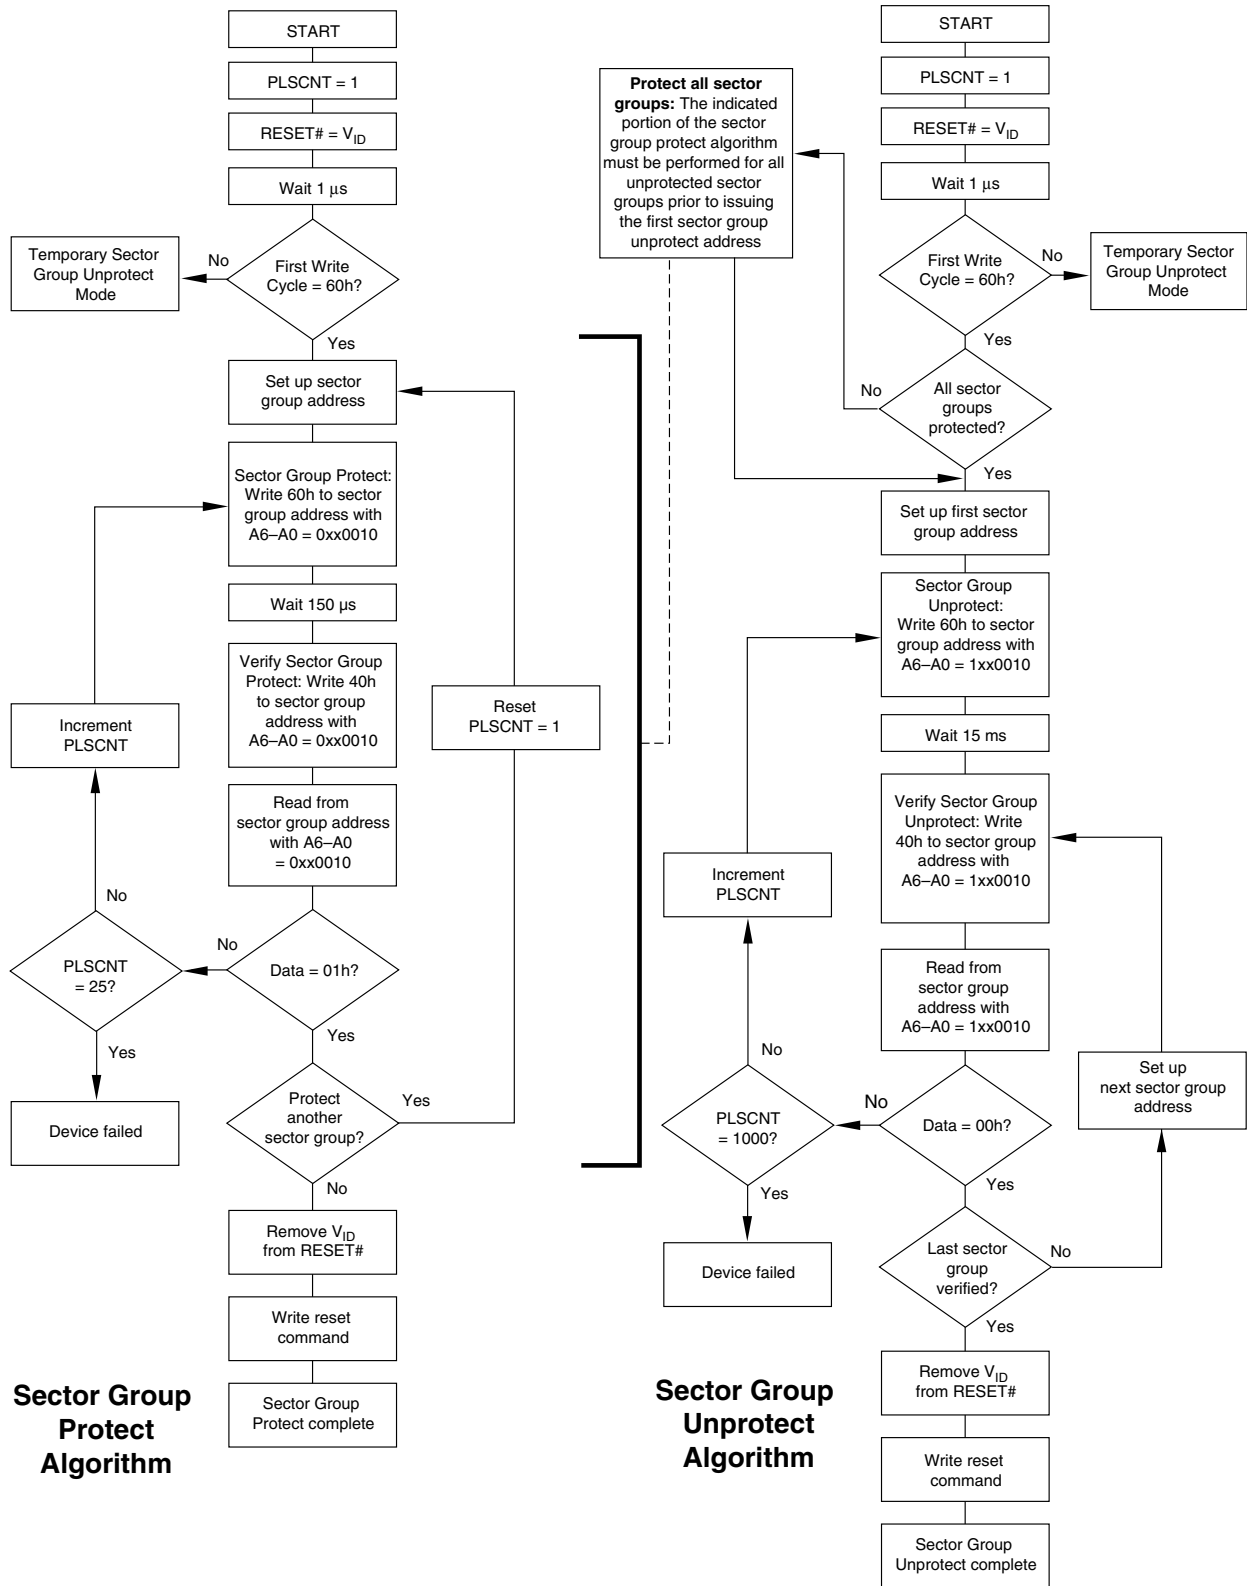 START
PLSCNT = 1
RESET# = VID
Wait 1 μs
First Write
Cycle = 60h?
No
Temporary Sector
Group Unprotect
Mode
Yes
Set up sector
group address
Sector Group Protect:
Write 60h to sector
group address with
A6–A0 = 0xx0010
Wait 150 µs
Verify Sector Group
Protect: Write 40h
to sector group
address with
A6–A0 = 0xx0010
Reset
PLSCNT = 1
Increment
PLSCNT
Read from
sector group address
with A6–A0
= 0xx0010
No
No
PLSCNT
= 25?
Data = 01h?
Yes
Yes
Device failed
Protect
another
sector group?
Yes
No
Remove VID
from RESET#
Write reset
command
Sector Group
Protect complete
Sector Group
Protect
Algorithm
Protect all sector
groups: The indicated
portion of the sector
group protect algorithm
must be performed for all
unprotected sector
groups prior to issuing
the first sector group
unprotect address
START
PLSCNT = 1
RESET# = VID
Wait 1 μs
First Write
Cycle = 60h?
No
Temporary Sector
Group Unprotect
Mode
Yes
No
All sector
groups
protected?
Yes
Set up first sector
group address
Sector Group
Unprotect:
Write 60h to sector
group address with
A6–A0 = 1xx0010
Wait 15 ms
Verify Sector Group
Unprotect: Write
40h to sector group
address with
A6–A0 = 1xx0010
Increment
PLSCNT
Read from
sector group
address with
A6–A0 = 1xx0010
No
No
PLSCNT
= 1000?
Data = 00h?
Set up
next sector group
address
Yes
Yes
Device failed
Last sector
group
verified?
No
Yes
Remove VID
from RESET#
Write reset
command
Sector Group
Unprotect complete
Sector Group
Unprotect
Algorithm